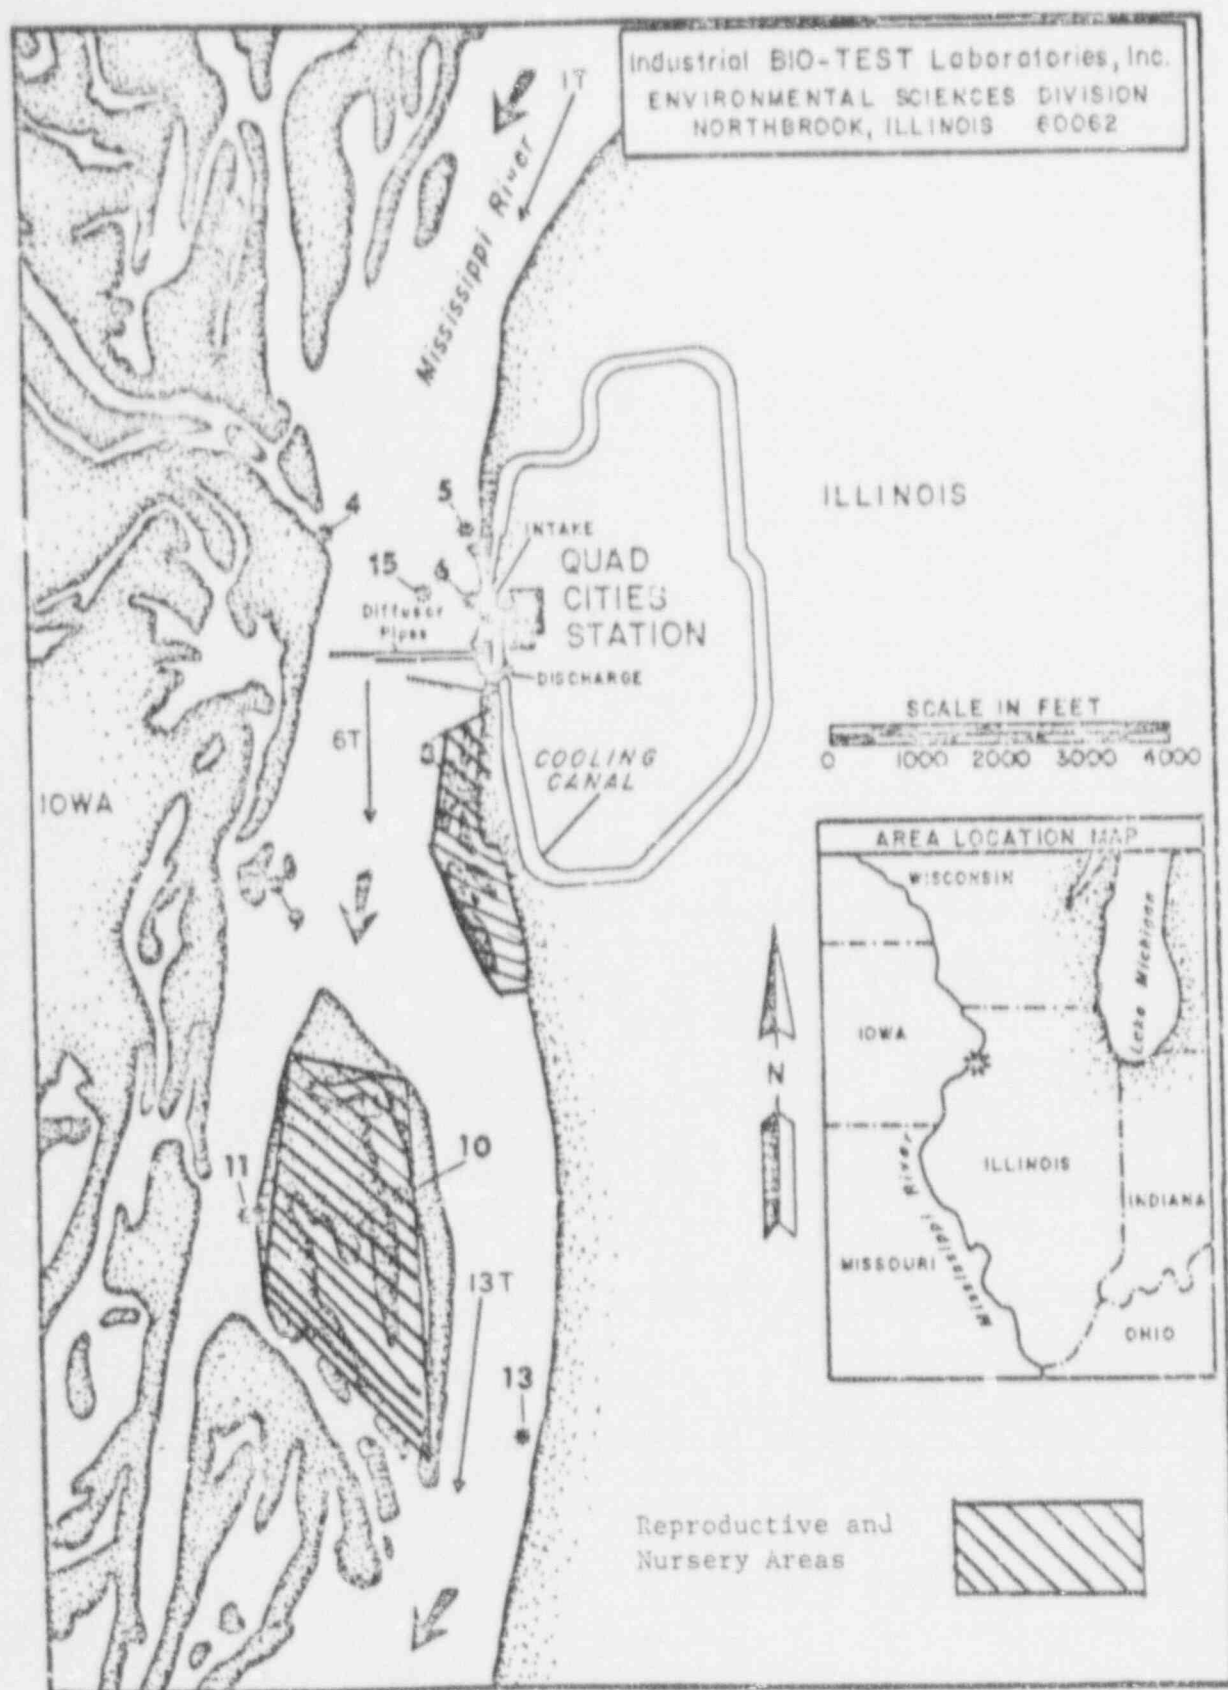 Industrial BIO-TEST Laboratories, Inc.
ENVIRONMENTAL SCIENCES DIVISION
NORTHBROOK, ILLINOIS 60062
1T
Mississippi River
ILLINOIS
4
5
INTAKE
QUAD
CITIES
STATION
15
6
Diffuser
Pipes
DISCHARGE
6T
COOLING
CANAL
IOWA
SCALE IN FEET
0 1000 2000 3000 4000
AREA LOCATION MAP
WISCONSIN
Lake Michigan
IOWA
N
ILLINOIS
INDIANA
Mississippi River
MISSOURI
OHIO
9
10
11
13T
13
Reproductive and
Nursery Areas